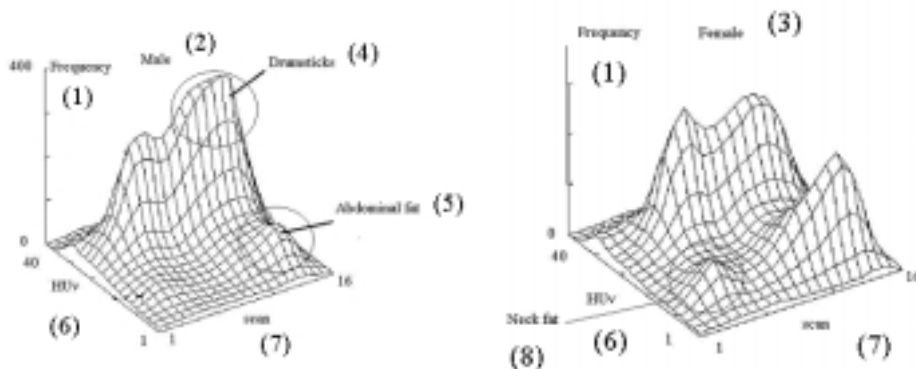 Frequency
Male
(2)
Drumsticks
(4)
400
(1)
Abdominal fat
(5)
0
40
HUv
(6)
1
1
scan
(7)
16
Frequency
Female
(3)
(1)
0
40
HUv
(6)
Neck fat
(8)
1
1
scan
(7)
16